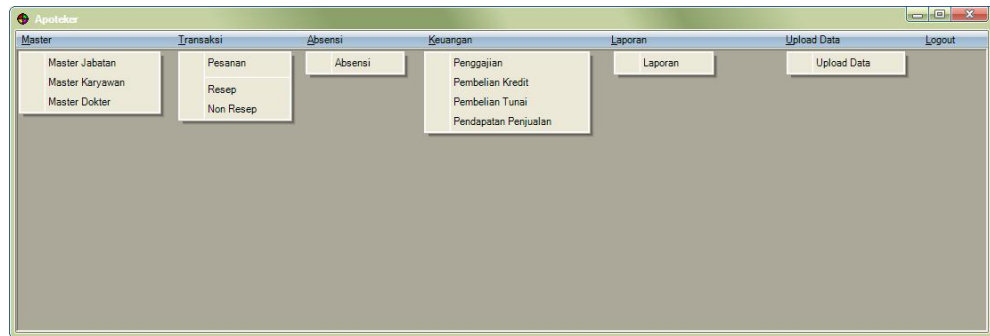 Apoteker
Master Transaksi Absensi Keuangan Laporan Upload Data Logout
Master Jabatan
Master Karyawan
Master Dokter
Pesanan
Resep
Non Resep
Absensi
Penggajian
Pembelian Kredit
Pembelian Tunai
Pendapatan Penjualan
Laporan
Upload Data